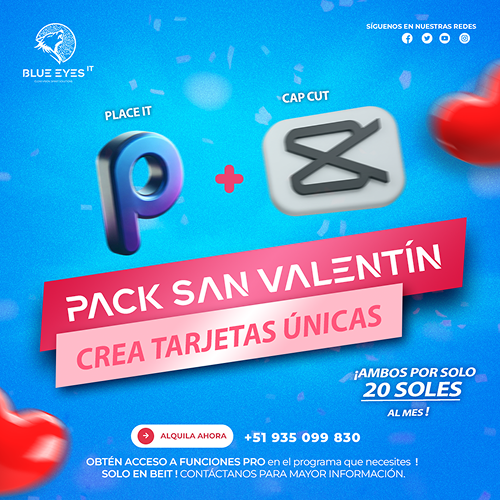 BLUE EYES IT
SÍGUENOS EN NUESTRAS REDES
PLACE IT
CAP CUT
P
+
PACK SAN VALENTÍN
CREA TARJETAS ÚNICAS
¡AMBOS POR SOLO
20 SOLES
AL MES !
ALQUILA AHORA
+51 935 099 830
OBTÉN ACCESO A FUNCIONES PRO en el programa que necesites !
SOLO EN BEIT ! CONTÁCTANOS PARA MAYOR INFORMACIÓN.